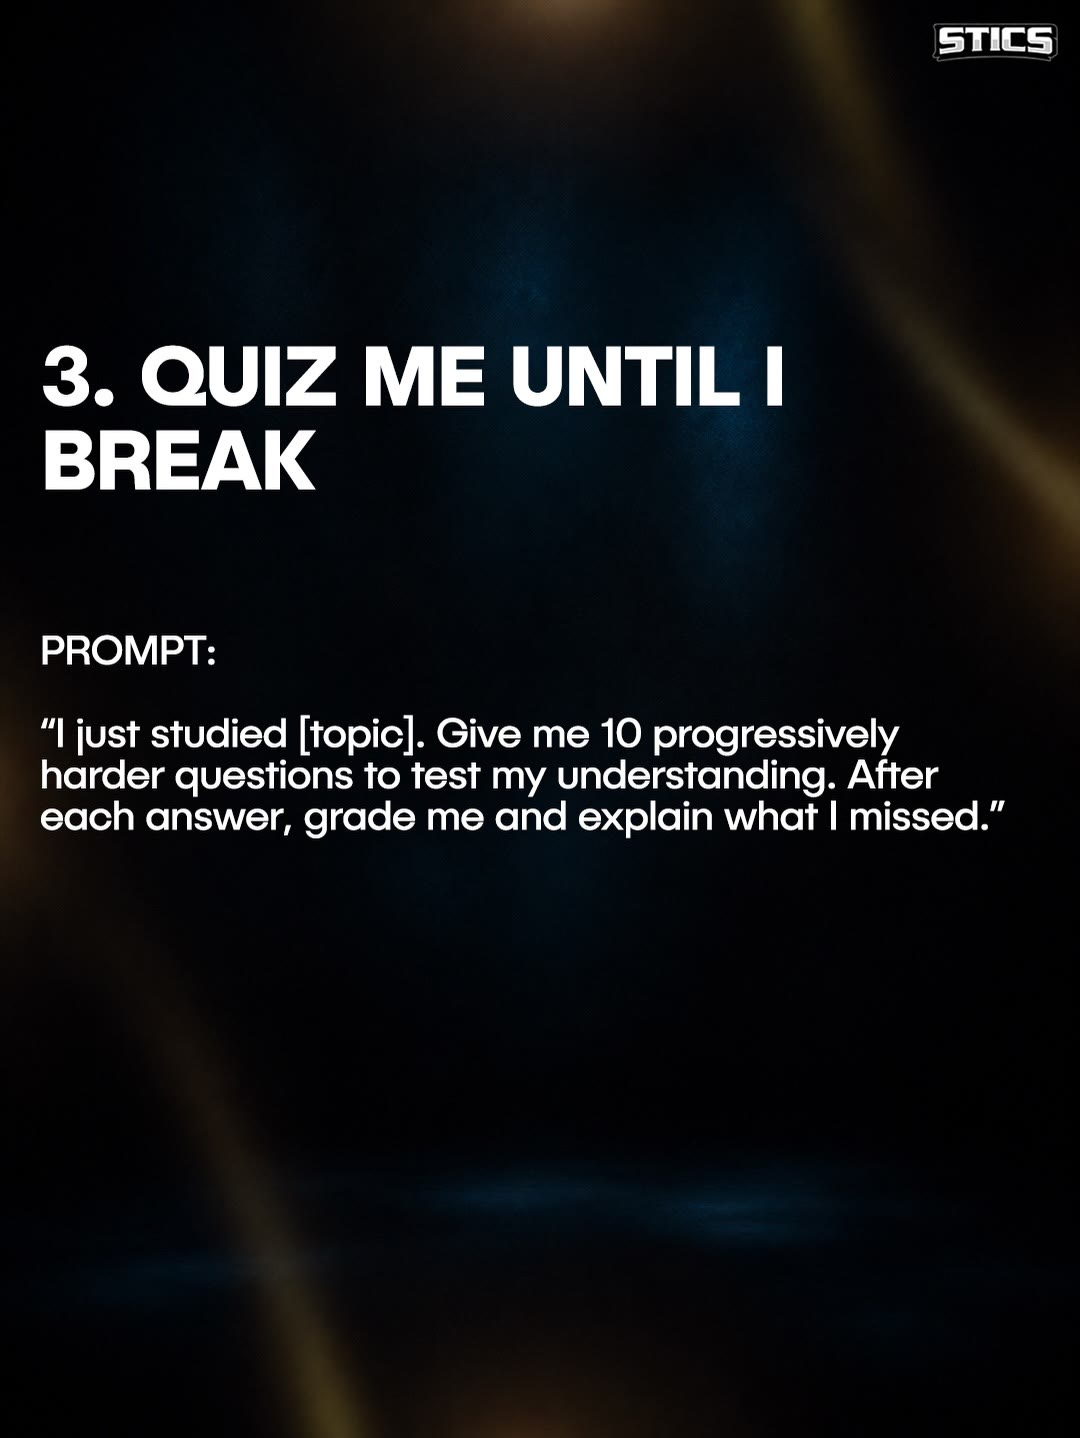 STICS
3. QUIZ ME UNTIL I
BREAK
PROMPT:
“I just studied [topic]. Give me 10 progressively
harder questions to test my understanding. After
each answer, grade me and explain what I missed.”